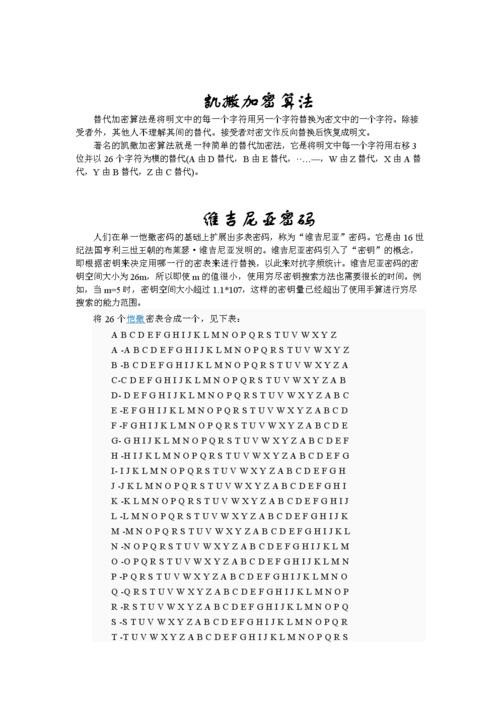 凯撒加密算法
替代加密算法是将明文中的每一个字符用另一个字符替换为密文中的一个字符。除接
受者外，其他人不理解其间的替代。接受者对密文作反向替换后恢复成明文。
著名的凯撒加密算法就是一种简单的替代加密法，它是将明文中每一个字符用右移 3
位并以 26 个字符为模的替代(A 由 D 替代，B 由 E 替代，··…—，W 由 Z 替代，X 由 A 替
代，Y 由 B 替代，Z 由 C 替代)。
维吉尼亚密码
人们在单一恺撒密码的基础上扩展出多表密码，称为“维吉尼亚”密码。它是由 16 世
纪法国亨利三世王朝的布莱瑟·维吉尼亚发明的。维吉尼亚密码引入了“密钥”的概念，
即根据密钥来决定用哪一行的密表来进行替换，以此来对抗字频统计。维吉尼亚密码的密
钥空间大小为 26m，所以即使 m 的值很小，使用穷尽密钥搜索方法也需要很长的时间。例
如，当 m=5 时，密钥空间大小超过 1.1*107，这样的密钥量已经超出了使用手算进行穷尽
搜索的能力范围。
将 26 个恺撒密表合成一个，见下表：
A B C D E F G H I J K L M N O P Q R S T U V W X Y Z
A -A B C D E F G H I J K L M N O P Q R S T U V W X Y Z
B -B C D E F G H I J K L M N O P Q R S T U V W X Y Z A
C-C D E F G H I J K L M N O P Q R S T U V W X Y Z A B
D- D E F G H I J K L M N O P Q R S T U V W X Y Z A B C
E -E F G H I J K L M N O P Q R S T U V W X Y Z A B C D
F -F G H I J K L M N O P Q R S T U V W X Y Z A B C D E
G- G H I J K L M N O P Q R S T U V W X Y Z A B C D E F
H -H I J K L M N O P Q R S T U V W X Y Z A B C D E F G
I- I J K L M N O P Q R S T U V W X Y Z A B C D E F G H
J -J K L M N O P Q R S T U V W X Y Z A B C D E F G H I
K -K L M N O P Q R S T U V W X Y Z A B C D E F G H I J
L -L M N O P Q R S T U V W X Y Z A B C D E F G H I J K
M -M N O P Q R S T U V W X Y Z A B C D E F G H I J K L
N -N O P Q R S T U V W X Y Z A B C D E F G H I J K L M
O -O P Q R S T U V W X Y Z A B C D E F G H I J K L M N
P -P Q R S T U V W X Y Z A B C D E F G H I J K L M N O
Q -Q R S T U V W X Y Z A B C D E F G H I J K L M N O P
R -R S T U V W X Y Z A B C D E F G H I J K L M N O P Q
S -S T U V W X Y Z A B C D E F G H I J K L M N O P Q R
T -T U V W X Y Z A B C D E F G H I J K L M N O P Q R S